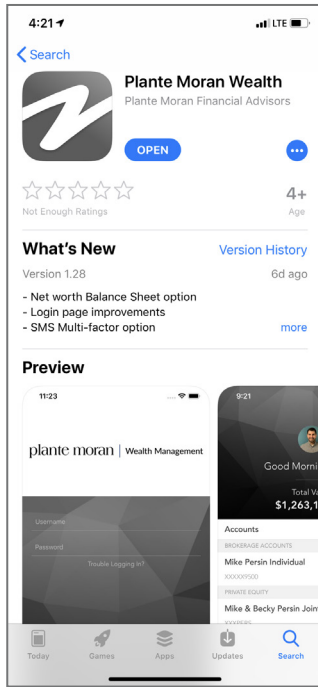 4:21
LTE
Search
Plante Moran Wealth
Plante Moran Financial Advisors
OPEN
4+
Not Enough Ratings
Age
What's New
Version History
Version 1.28
6d ago
- Net worth Balance Sheet option
- Login page improvements
- SMS Multi-factor option
more
Preview
11:23
plante moran | Wealth Management
Username
Password
Trouble Logging In?
9:21
Good Morni
Total Va
$1,263,1
Accounts
BROKERAGE ACCOUNTS
Mike Persin Individual
XXXXX9500
PRIVATE EQUITY
Mike & Becky Persin Join
Today
Games
Apps
Updates
Search